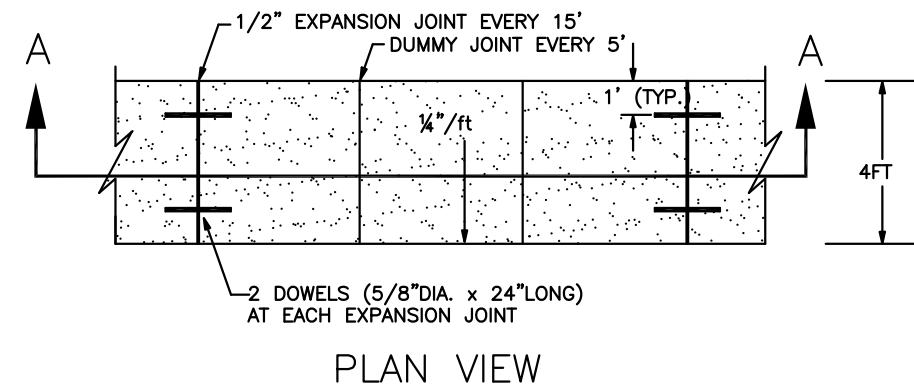 1/2” EXPANSION JOINT EVERY 15'
DUMMY JOINT EVERY 5'
A
A
1' (TYP.)
¼”/ft
4FT
2 DOWELS (5/8”DIA. x 24”LONG)
AT EACH EXPANSION JOINT
PLAN VIEW